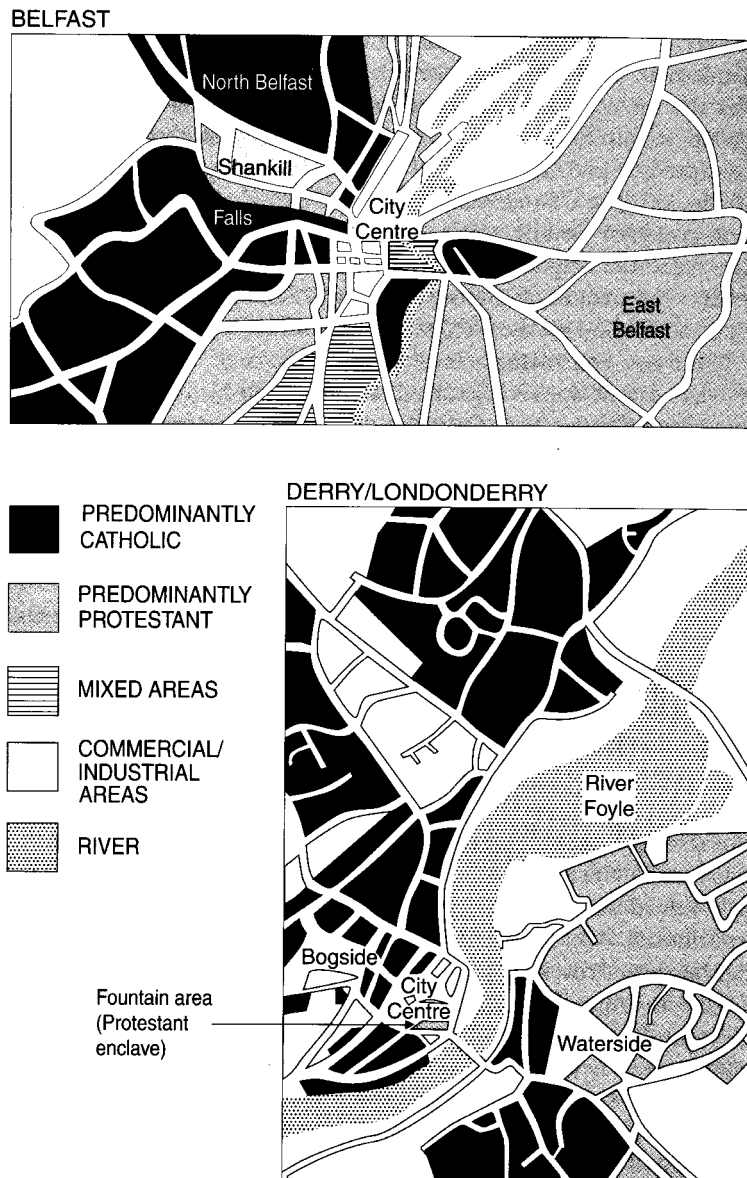 BELFAST
North Belfast
Shankill
Falls
City
Centre
East
Belfast
PREDOMINANTLY
CATHOLIC
PREDOMINANTLY
PROTESTANT
MIXED AREAS
COMMERCIAL/
INDUSTRIAL
AREAS
RIVER
DERRY/LONDONDERRY
River
Foyle
Bogside
City
Centre
Fountain area
(Protestant
enclave)
Waterside